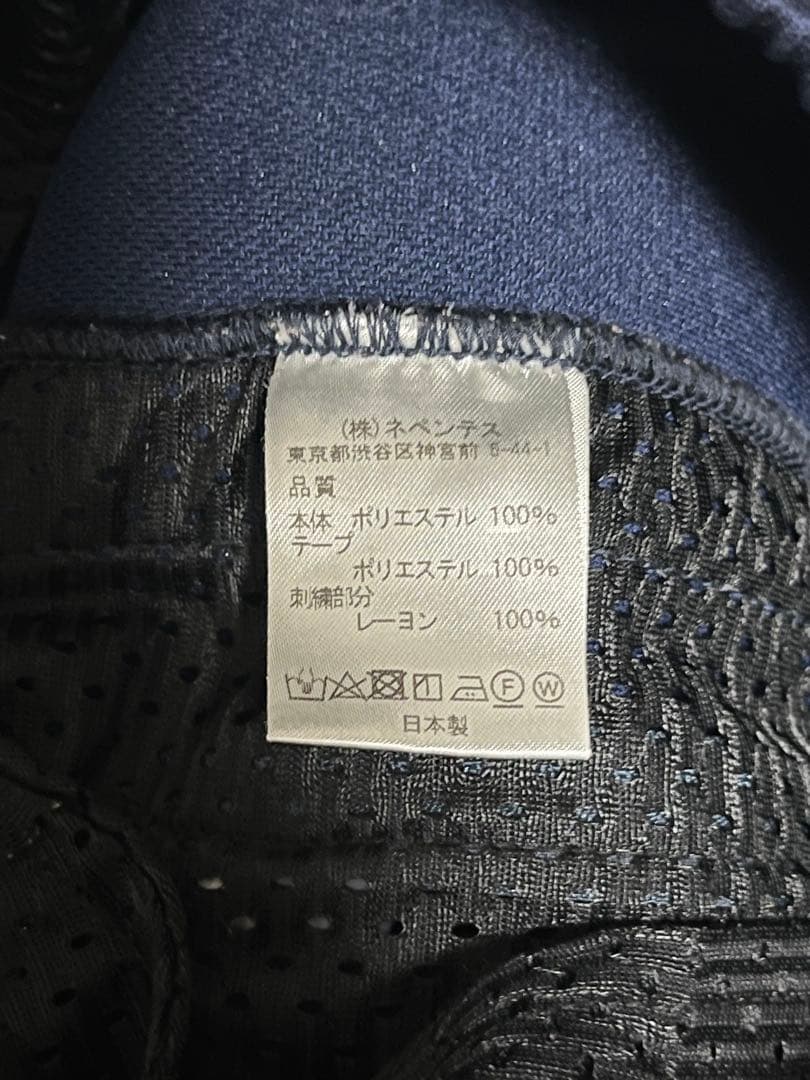 (株)ネペンテス
東京都渋谷区神宮前 5-44-1
品質
本体 ポリエステル 100%
テープ
ポリエステル 100%
刺繍部分
レーヨン 100%
F W
日本製